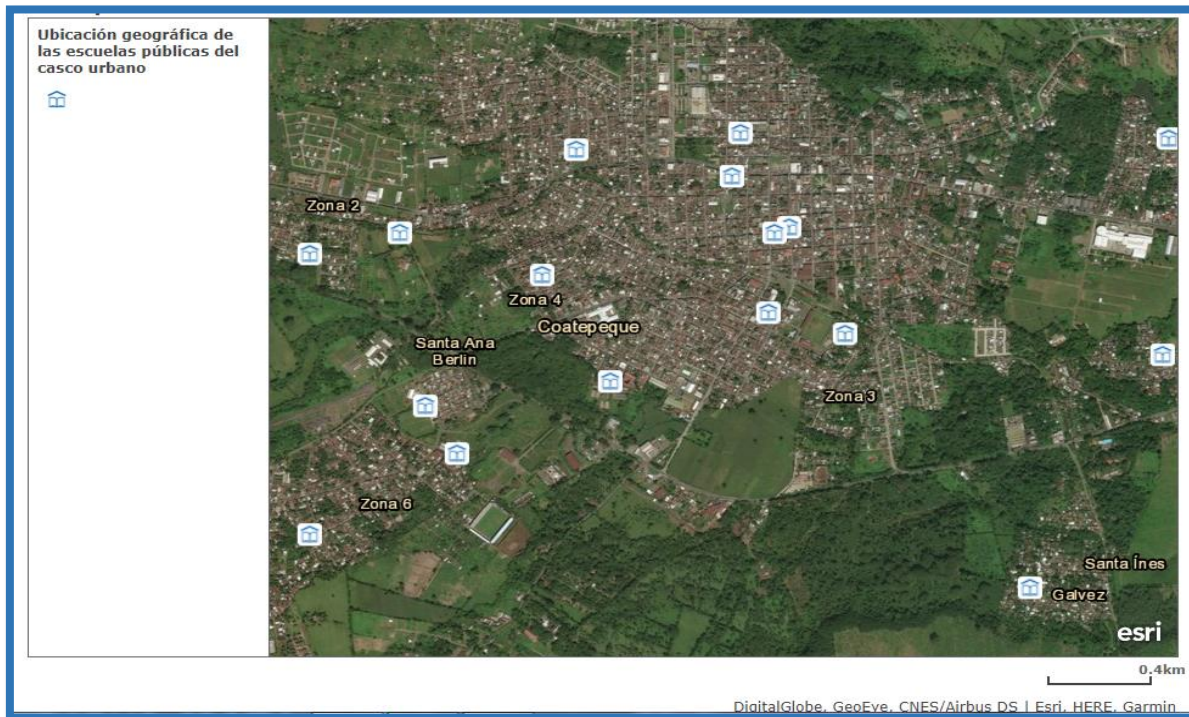 Ubicación geográfica de
las escuelas públicas del
casco urbano
Zona 2
Zona 4
Coatepeque
Santa Ana
Berlin
Zona 3
Zona 6
Santa Ínes
Galvez
esri
0.4km
DigitalGlobe, GeoEye, CNES/Airbus DS | Esri, HERE, Garmin